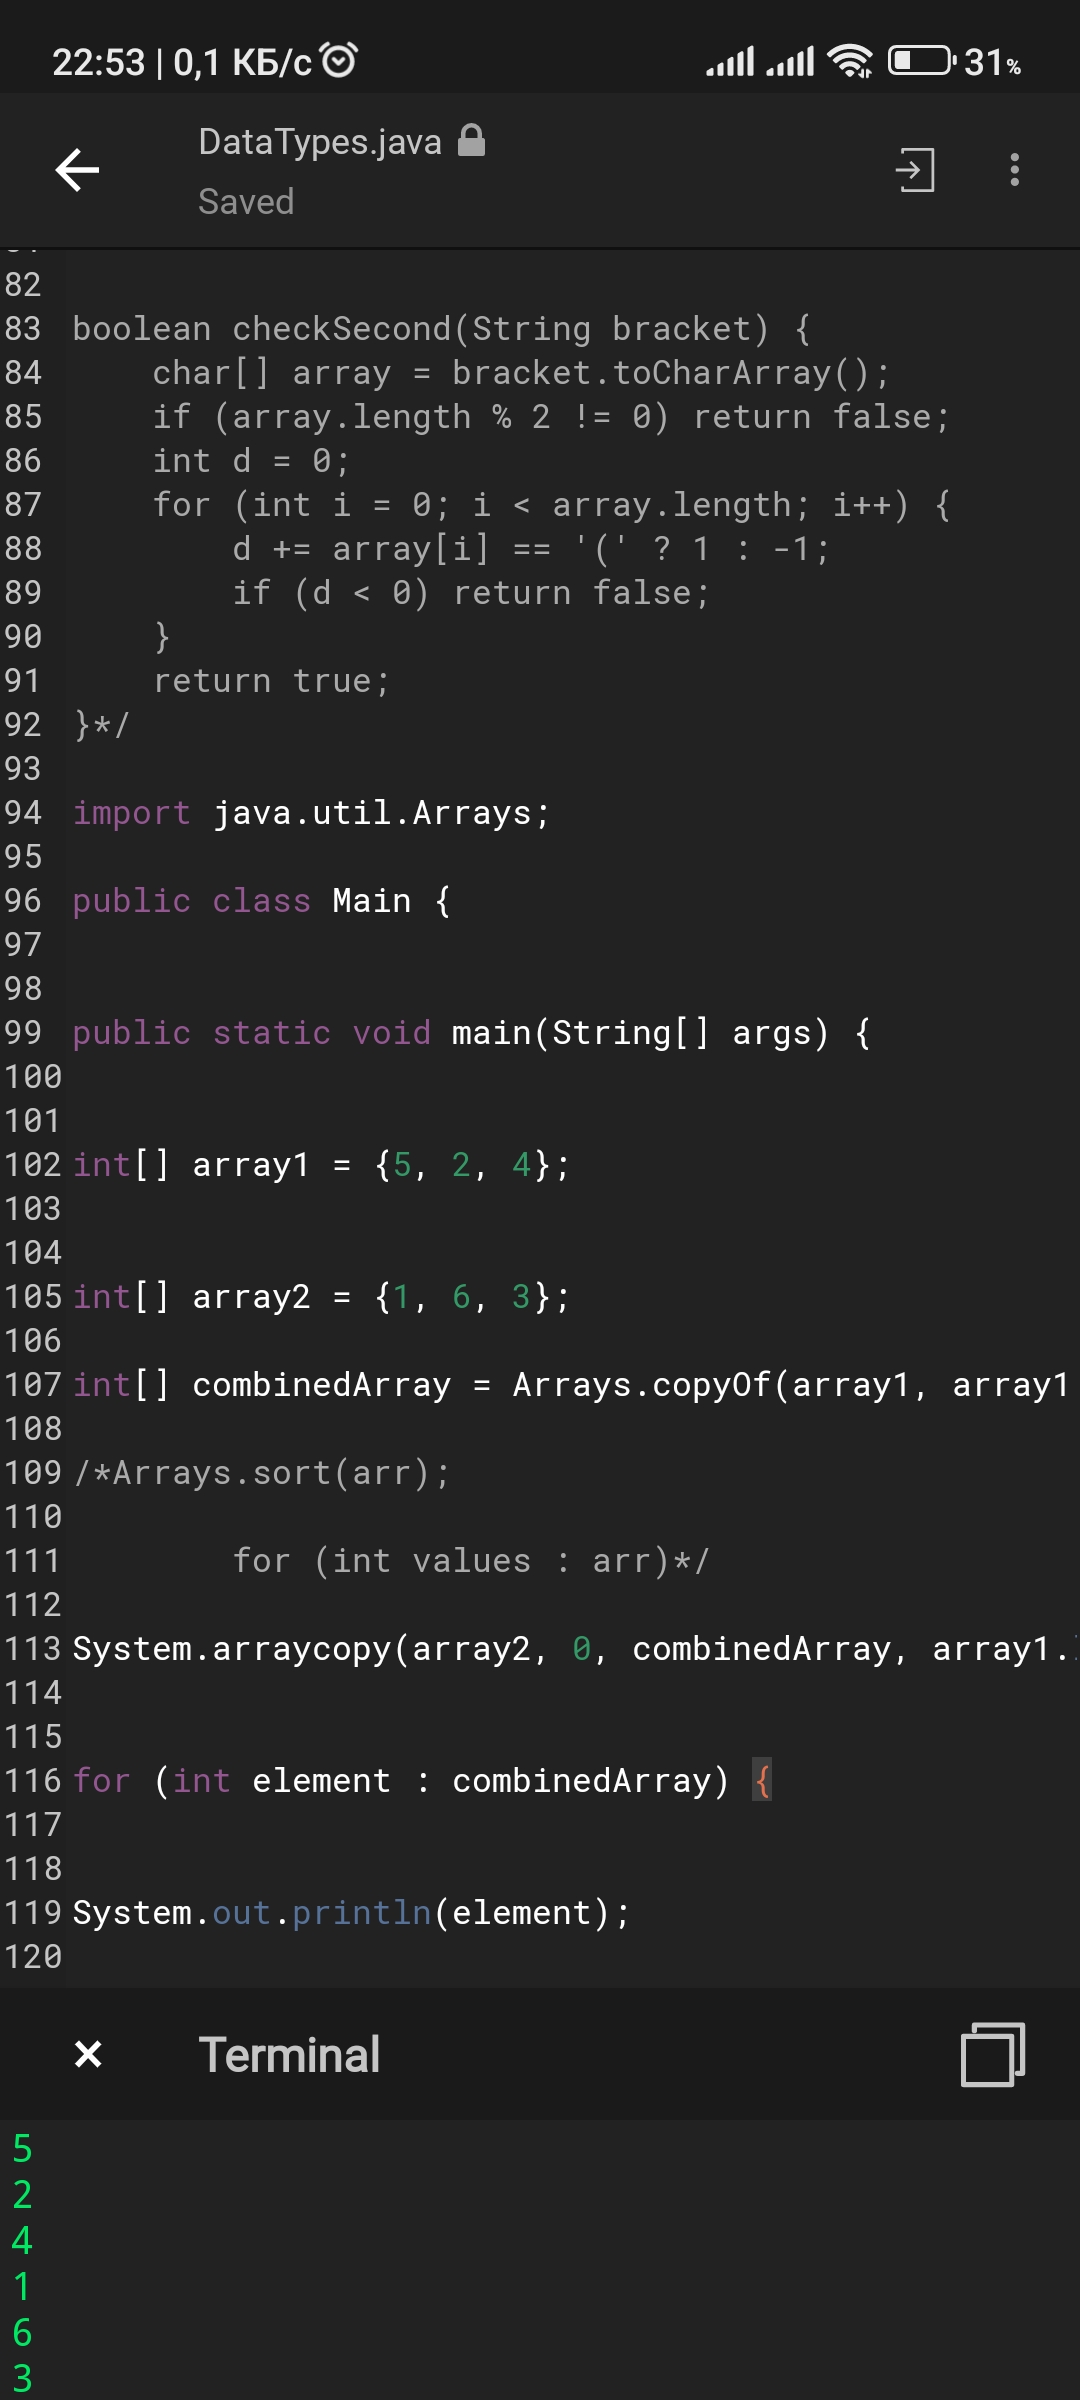 22:53 | 0,1 КБ/с 31%
DataTypes.java
Saved
82
83 boolean checkSecond(String bracket) {
84     char[] array = bracket.toCharArray();
85     if (array.length % 2 != 0) return false;
86     int d = 0;
87     for (int i = 0; i < array.length; i++) {
88         d += array[i] == '(' ? 1 : -1;
89         if (d < 0) return false;
90     }
91     return true;
92 }*/
93
94 import java.util.Arrays;
95
96 public class Main {
97
98
99 public static void main(String[] args) {
100
101
102 int[] array1 = {5, 2, 4};
103
104
105 int[] array2 = {1, 6, 3};
106
107 int[] combinedArray = Arrays.copyOf(array1, array1
108
109 /*Arrays.sort(arr);
110
111         for (int values : arr)*/
112
113 System.arraycopy(array2, 0, combinedArray, array1.
114
115
116 for (int element : combinedArray) {
117
118
119 System.out.println(element);
120
× Terminal
5
2
4
1
6
3